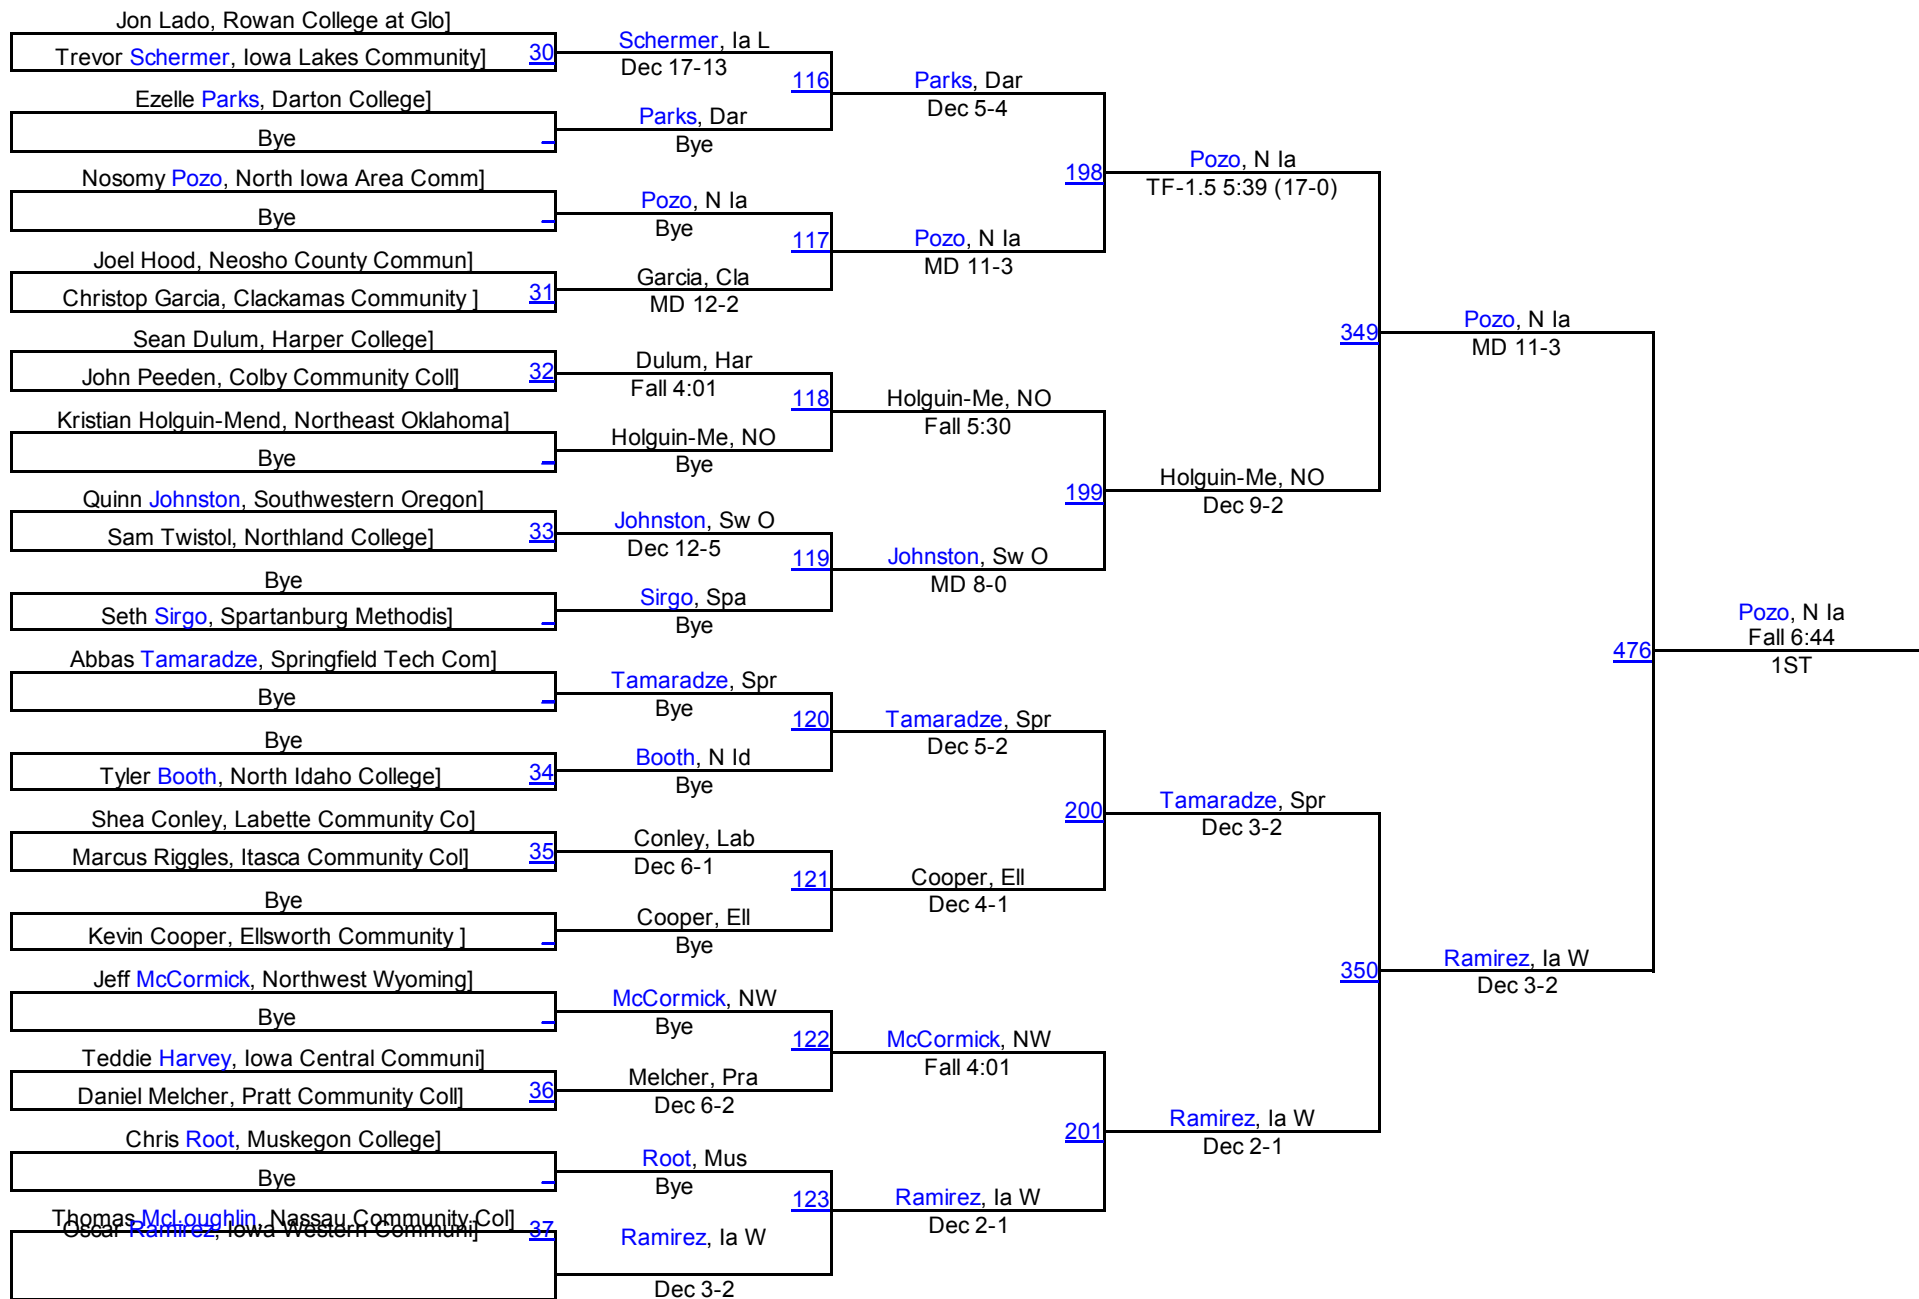 Jon Lado, Rowan College at Glo]
Trevor Schermer, Iowa Lakes Community] 30
Ezelle Parks, Darton College]
Bye
Nosomy Pozo, North Iowa Area Comm]
Bye
Joel Hood, Neosho County Commun]
Christop Garcia, Clackamas Community ] 31
Sean Dulum, Harper College]
John Peeden, Colby Community Coll] 32
Kristian Holguin-Mend, Northeast Oklahoma]
Bye
Quinn Johnston, Southwestern Oregon]
Sam Twistol, Northland College] 33
Bye
Seth Sirgo, Spartanburg Methodis]
Abbas Tamaradze, Springfield Tech Com]
Bye
Bye
Tyler Booth, North Idaho College] 34
Shea Conley, Labette Community Co]
Marcus Riggles, Itasca Community Col] 35
Bye
Kevin Cooper, Ellsworth Community ]
Jeff McCormick, Northwest Wyoming]
Bye
Teddie Harvey, Iowa Central Communi]
Daniel Melcher, Pratt Community Coll] 36
Chris Root, Muskegon College]
Bye
Thomas McLoughlin, Nassau Community Col]
Oscar Ramirez, Iowa Western Communi] 37
Schermer, Ia L
Dec 17-13
116
Parks, Dar
Bye
Pozo, N Ia
Bye
117
Garcia, Cla
MD 12-2
Dulum, Har
Fall 4:01
118
Holguin-Me, NO
Bye
Johnston, Sw O
Dec 12-5
119
Sirgo, Spa
Bye
Tamaradze, Spr
Bye
120
Booth, N Id
Bye
Conley, Lab
Dec 6-1
121
Cooper, Ell
Bye
McCormick, NW
Bye
122
Melcher, Pra
Dec 6-2
Root, Mus
Bye
123
Ramirez, Ia W
Dec 3-2
Parks, Dar
Dec 5-4
198
Pozo, N Ia
MD 11-3
Holguin-Me, NO
Fall 5:30
199
Johnston, Sw O
MD 8-0
Tamaradze, Spr
Dec 5-2
200
Cooper, Ell
Dec 4-1
McCormick, NW
Fall 4:01
201
Ramirez, Ia W
Dec 2-1
Pozo, N Ia
TF-1.5 5:39 (17-0)
349
Holguin-Me, NO
Dec 9-2
Tamaradze, Spr
Dec 3-2
350
Ramirez, Ia W
Dec 2-1
Pozo, N Ia
MD 11-3
476
Ramirez, Ia W
Dec 3-2
Pozo, N Ia
Fall 6:44
1ST